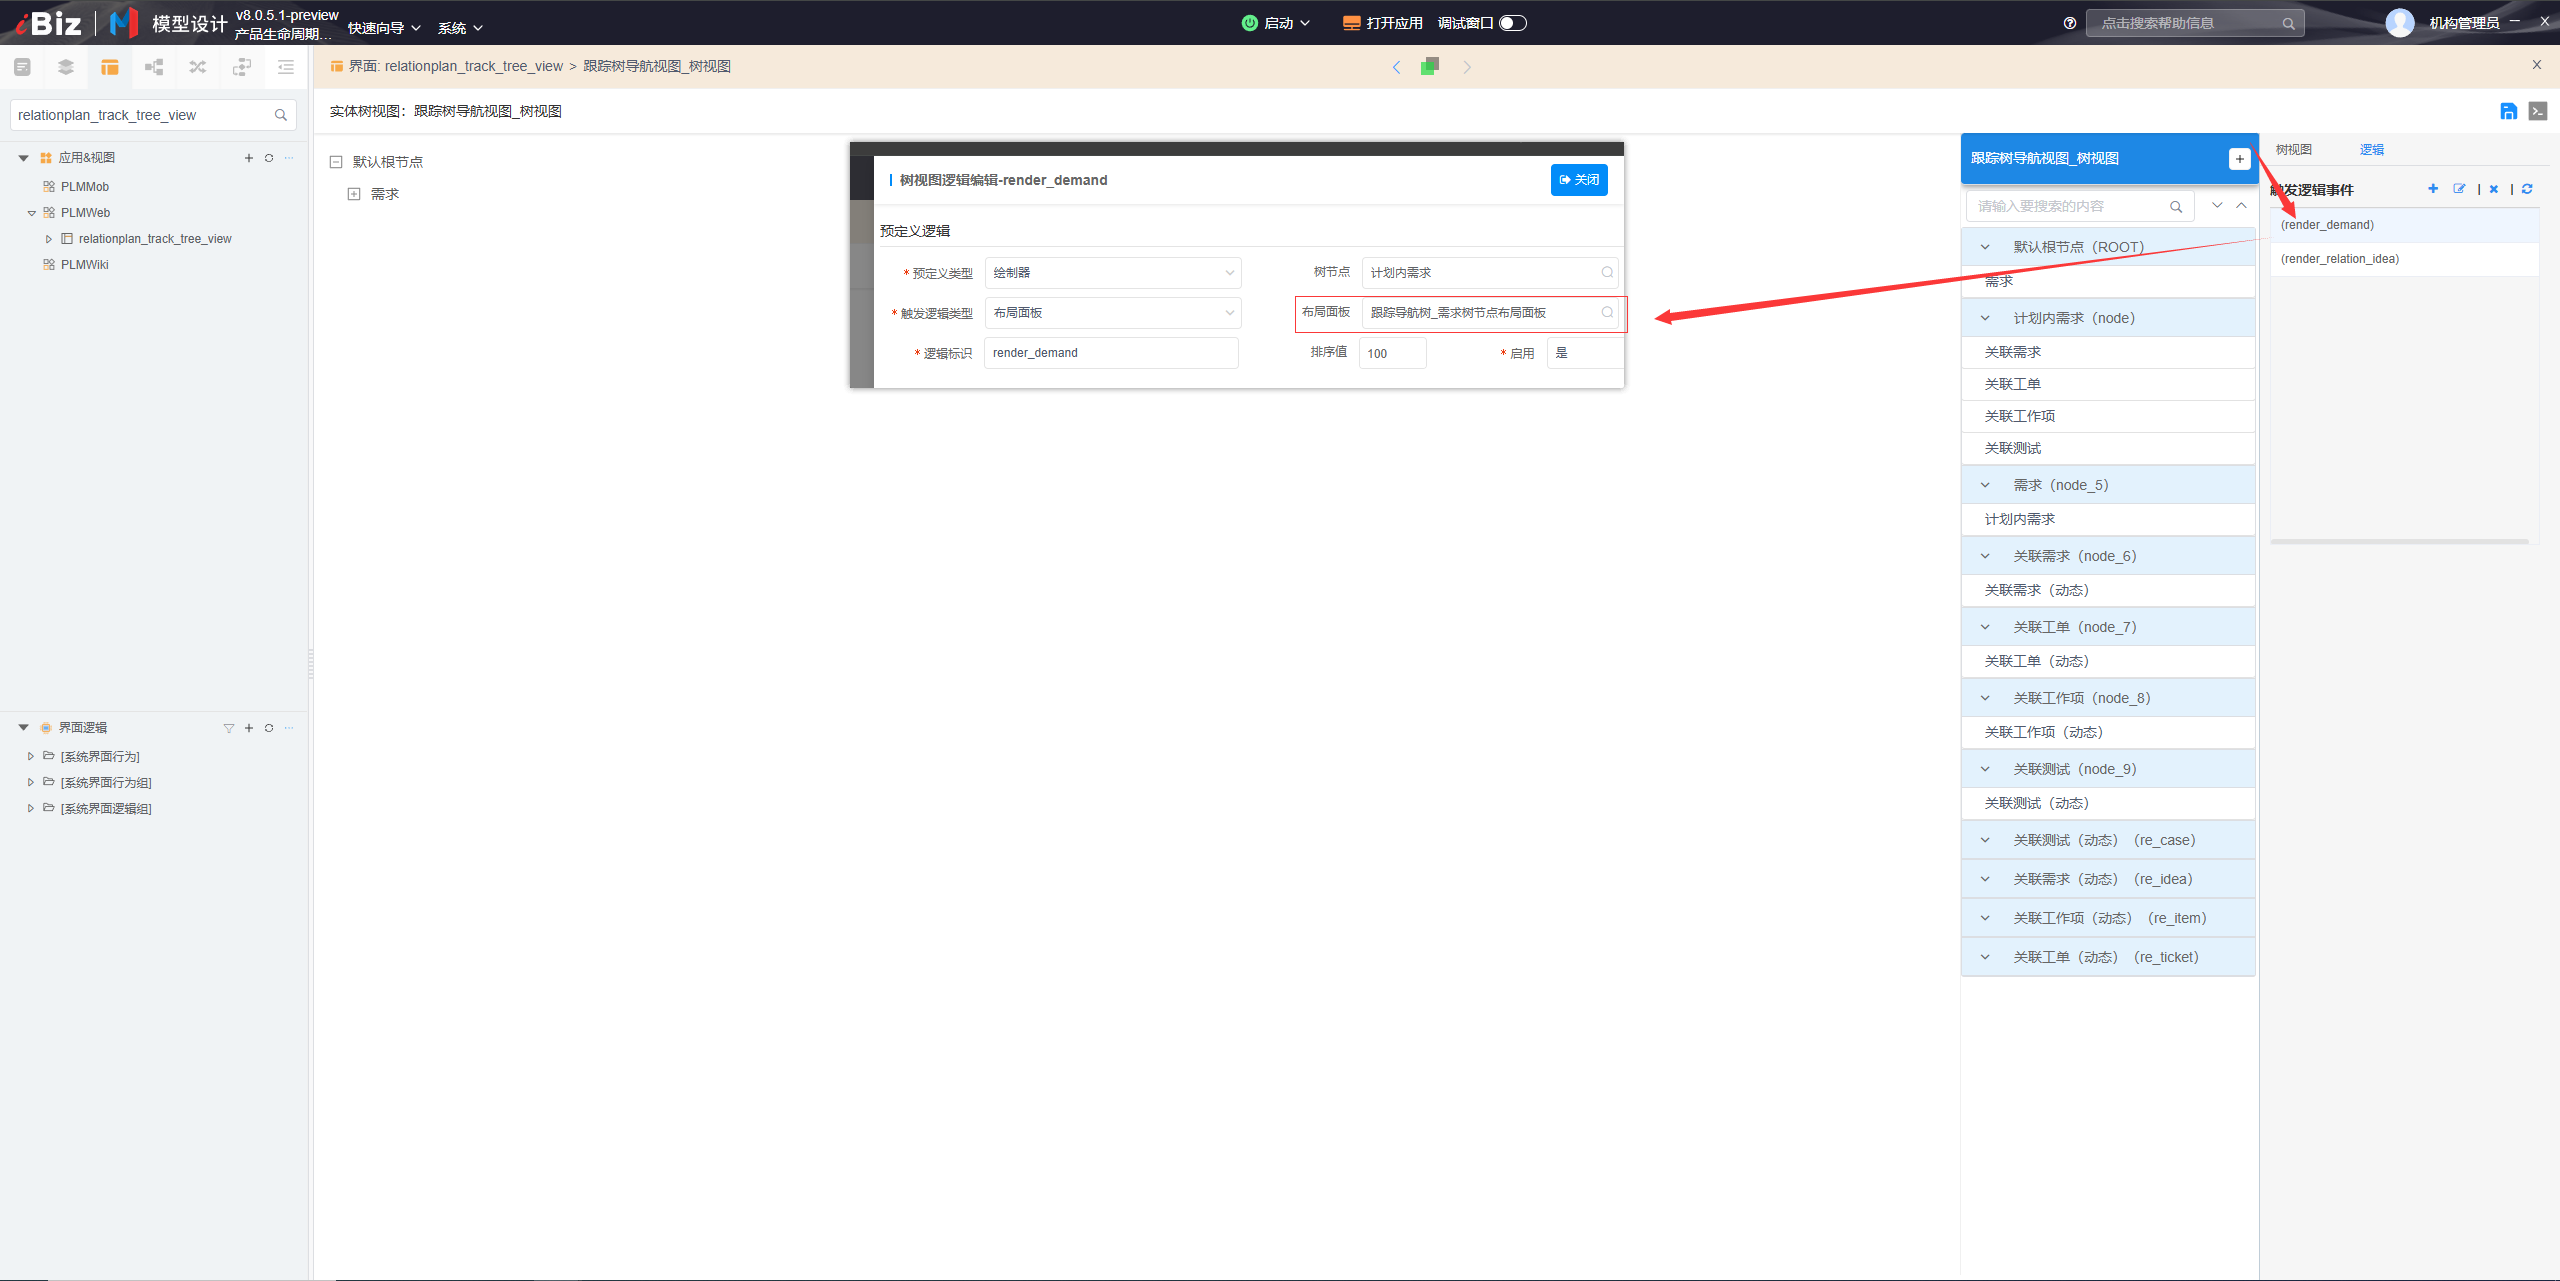 iBiz
模型设计
v8.0.5.1-preview
产品生命周期...
快速向导
系统
启动
打开应用
调试窗口
点击搜索帮助信息
机构管理员
界面: relationplan_track_tree_view > 跟踪树导航视图_树视图
relationplan_track_tree_view
实体树视图：跟踪树导航视图_树视图
应用&视图
PLMMob
PLMWeb
relationplan_track_tree_view
PLMWiki
界面逻辑
[系统界面行为]
[系统界面行为组]
[系统界面逻辑组]
默认根节点
需求
树视图逻辑编辑-render_demand
关闭
预定义逻辑
* 预定义类型 绘制器 树节点 计划内需求
* 触发逻辑类型 布局面板 布局面板 跟踪导航树_需求树节点布局面板
* 逻辑标识 render_demand 排序值 100 * 启用 是
跟踪树导航视图_树视图
请输入要搜索的内容
默认根节点（ROOT）
需求
计划内需求（node）
关联需求
关联工单
关联工作项
关联测试
需求（node_5）
计划内需求
关联需求（node_6）
关联需求（动态）
关联工单（node_7）
关联工单（动态）
关联工作项（node_8）
关联工作项（动态）
关联测试（node_9）
关联测试（动态）
关联测试（动态）（re_case）
关联需求（动态）（re_idea）
关联工作项（动态）（re_item）
关联工单（动态）（re_ticket）
树视图 逻辑
触发逻辑事件
(render_demand)
(render_relation_idea)